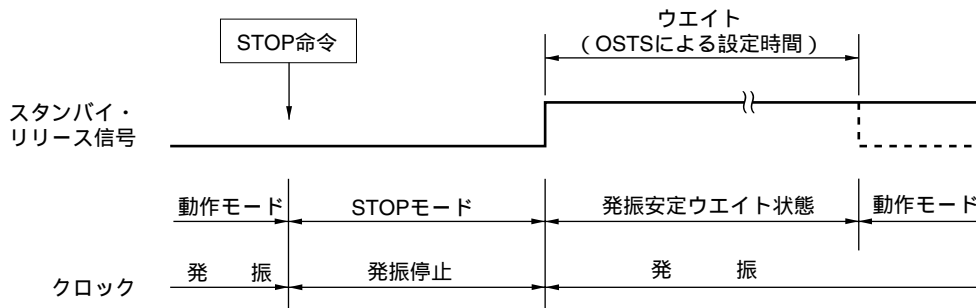 ウエイト
(OSTSによる設定時間)
STOP命令
スタンバイ・
リリース信号
動作モード STOPモード 発振安定ウエイト状態 動作モード
クロック 発 振 発振停止 発 振